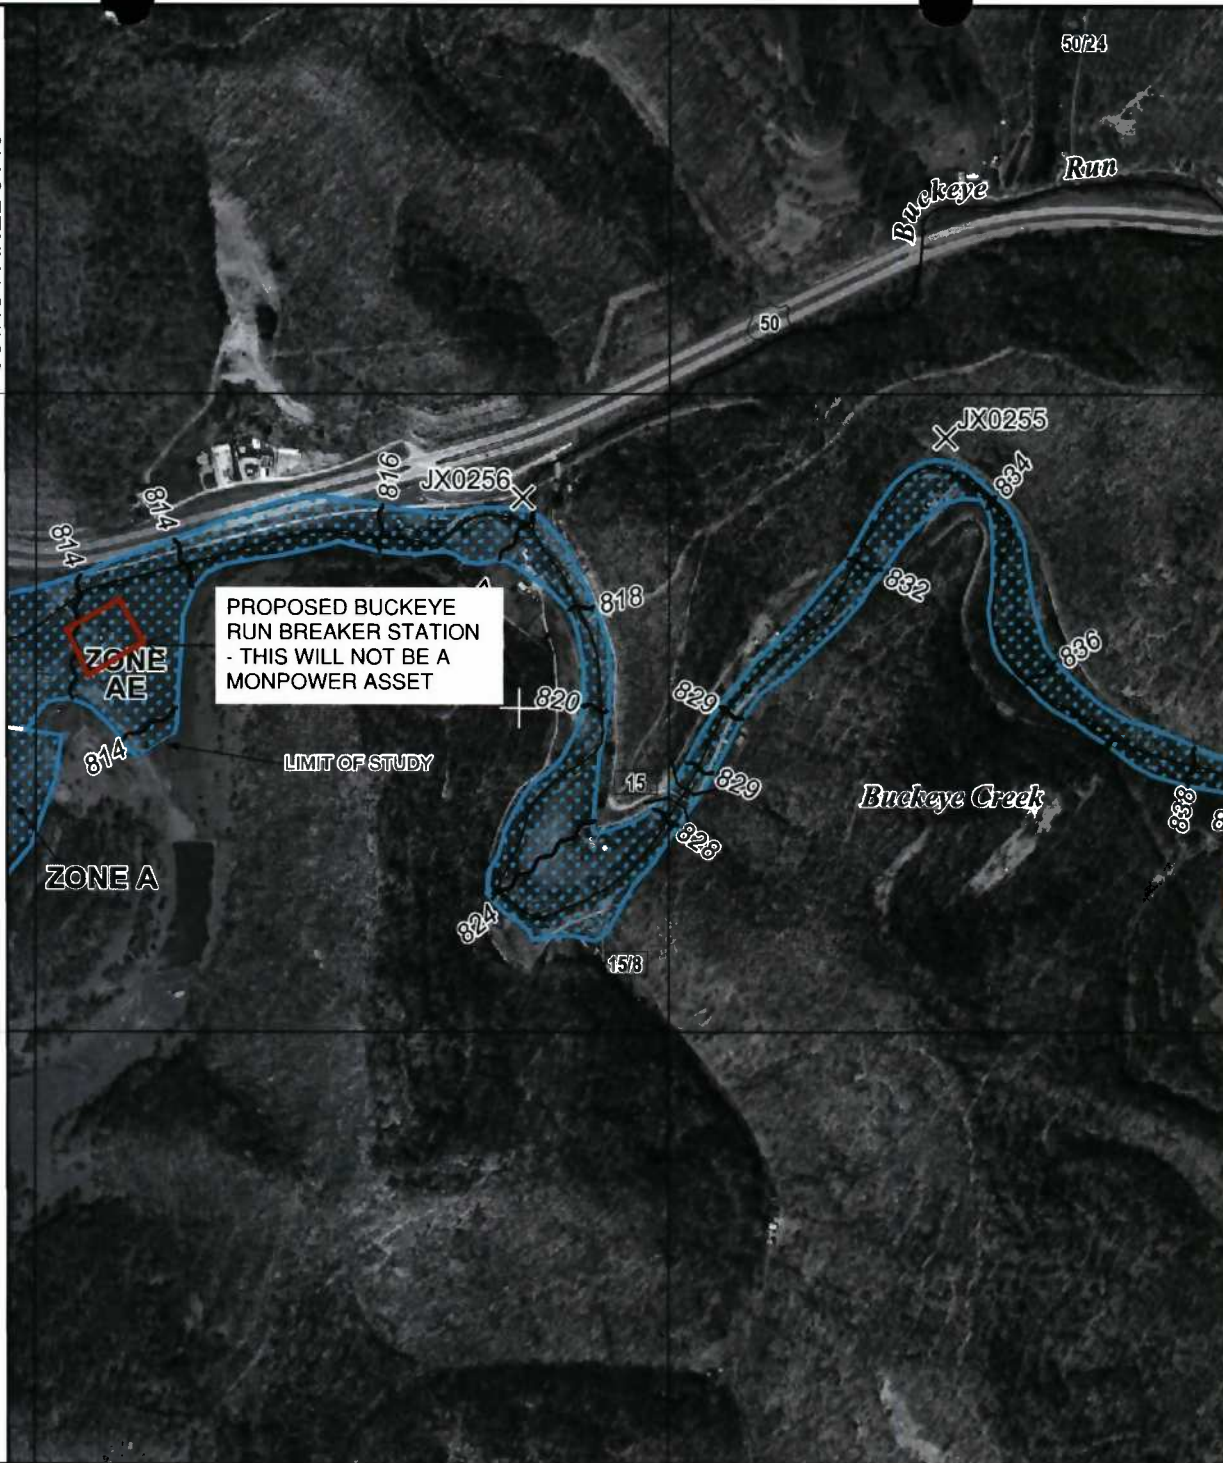 50/24
Buckeye Run
50
JX0255
JX0256
816
834
814
814
832
818
PROPOSED BUCKEYE
RUN BREAKER STATION
- THIS WILL NOT BE A
MONPOWER ASSET
ZONE
AE
836
820
829
814
LIMIT OF STUDY
15
829
Buckeye Creek
838
828
ZONE A
824
15/8